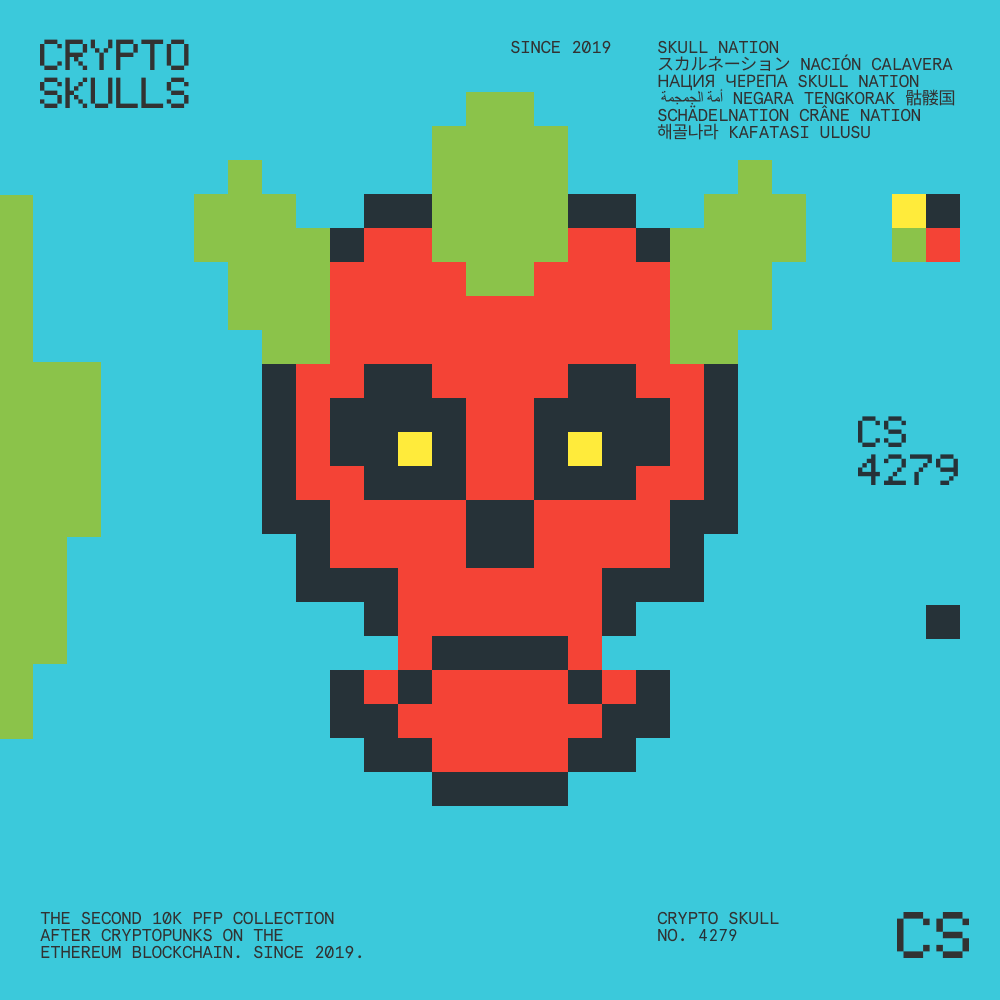 CRYPTO
SKULLS
SINCE 2019
SKULL NATION
スカルネーション NACIÓN CALAVERA
НАЦИЯ ЧЕРЕПА SKULL NATION
أمة الجمجمة NEGARA TENGKORAK 骷髅国
SCHÄDELNATION CRÂNE NATION
해골나라 KAFATASI ULUSU
CS
4279
THE SECOND 10K PFP COLLECTION
AFTER CRYPTOPUNKS ON THE
ETHEREUM BLOCKCHAIN. SINCE 2019.
CRYPTO SKULL
NO. 4279
CS